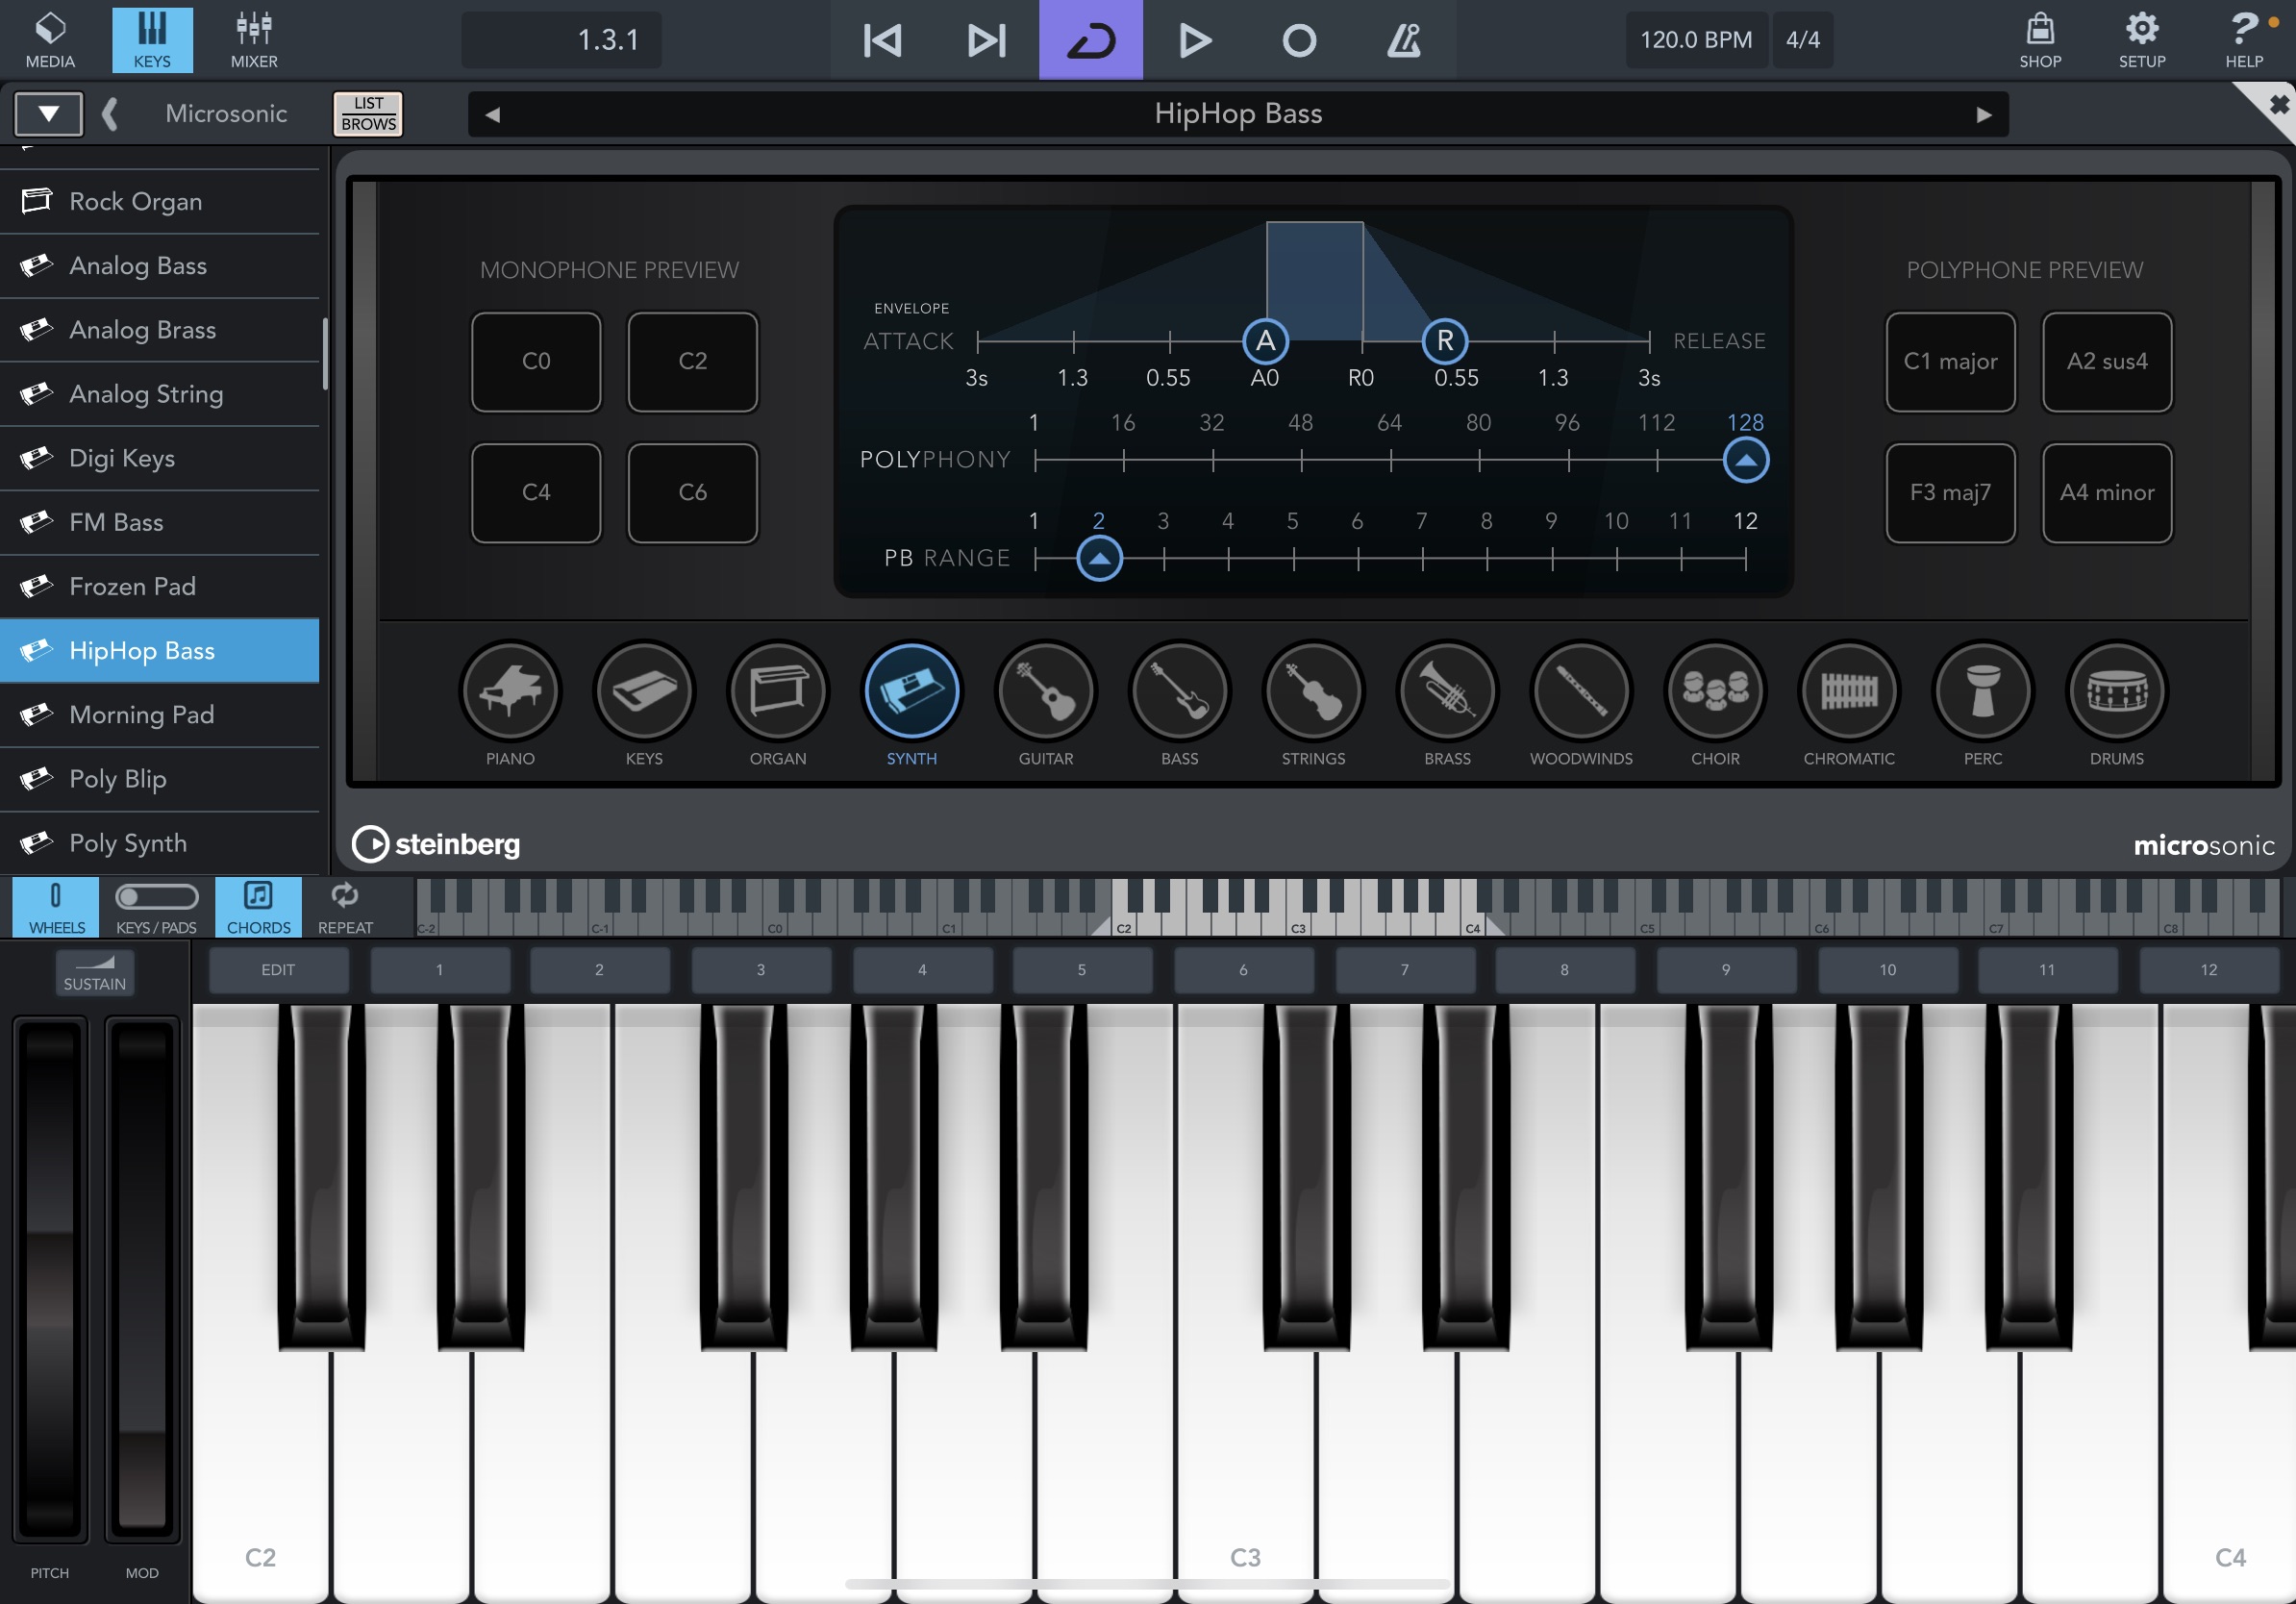 MEDIA
KEYS
MIXER
1.3.1
120.0 BPM
4/4
SHOP
SETUP
?
HELP
Microsonic
LIST
BROWS
HipHop Bass
Rock Organ
Analog Bass
Analog Brass
Analog String
Digi Keys
FM Bass
Frozen Pad
HipHop Bass
Morning Pad
Poly Blip
Poly Synth
MONOPHONE PREVIEW
C0
C2
C4
C6
ENVELOPE
ATTACK
A
R
RELEASE
3s 1.3 0.55 A0 R0 0.55 1.3 3s
1 16 32 48 64 80 96 112 128
POLYPHONY
1 2 3 4 5 6 7 8 9 10 11 12
PB RANGE
POLYPHONE PREVIEW
C1 major
A2 sus4
F3 maj7
A4 minor
PIANO KEYS ORGAN SYNTH GUITAR BASS STRINGS BRASS WOODWINDS CHOIR CHROMATIC PERC DRUMS
steinberg
microsonic
WHEELS
KEYS / PADS
CHORDS
REPEAT
C-2 C-1 C0 C1 C2 C3 C4 C5 C6 C7 C8
SUSTAIN
EDIT 1 2 3 4 5 6 7 8 9 10 11 12
C2 C3 C4
PITCH
MOD